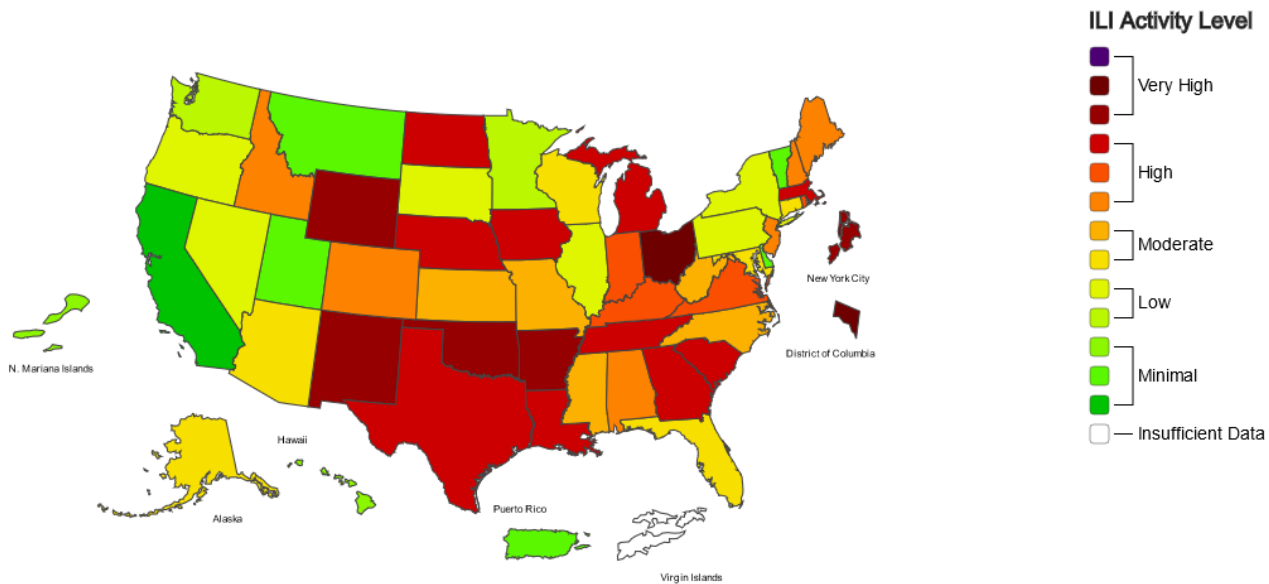 ILI Activity Level
Very High
High
Moderate
Low
Minimal
Insufficient Data
New York City
District of Columbia
N. Mariana Islands
Hawaii
Alaska
Puerto Rico
Virgin Islands